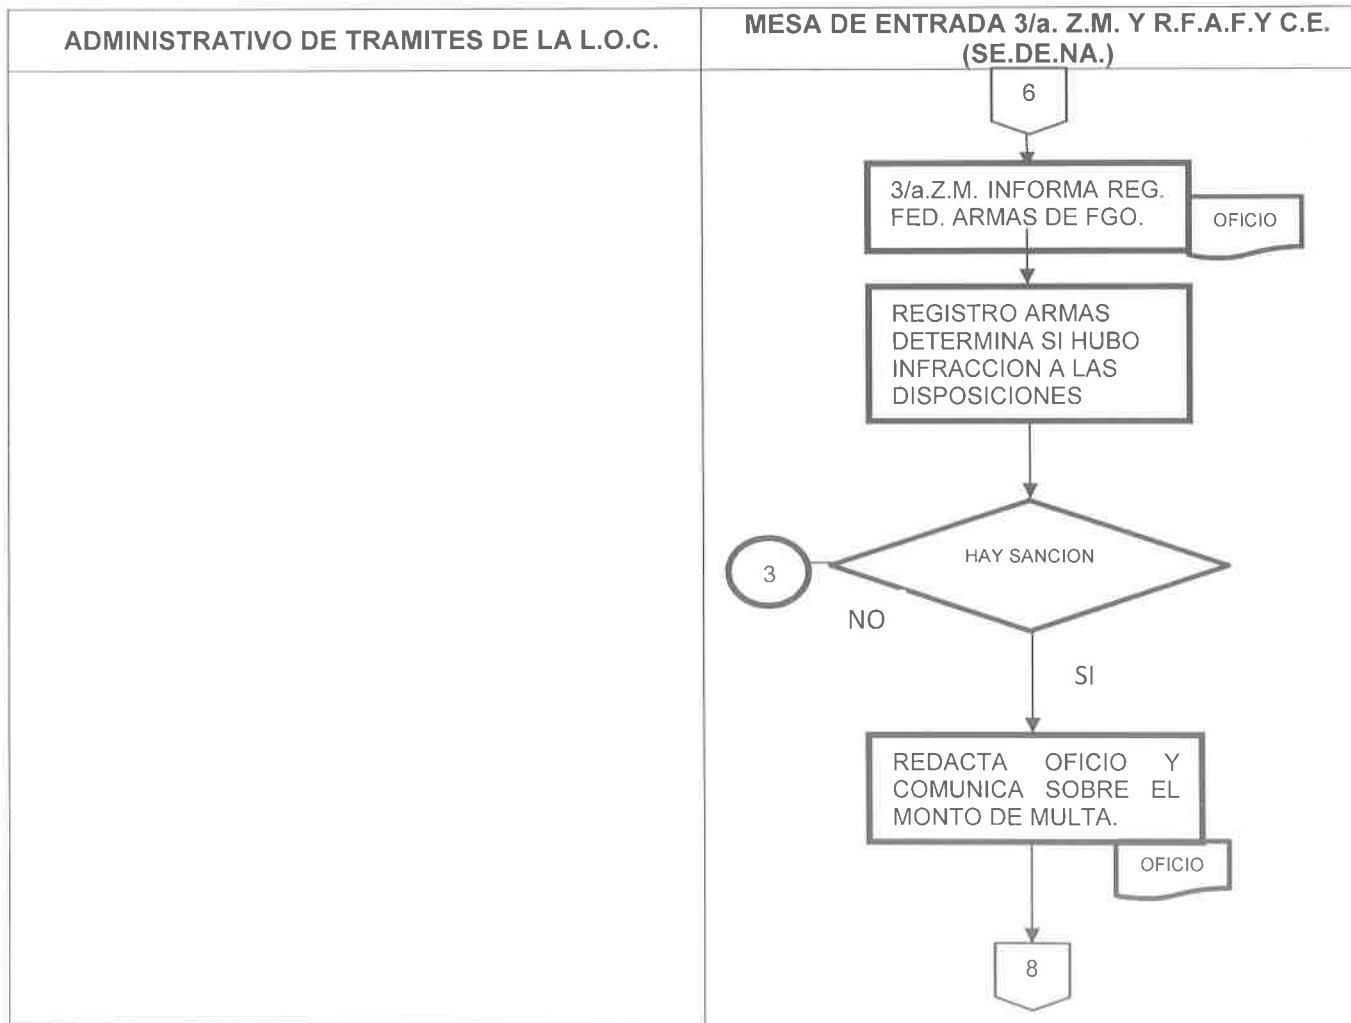 ADMINISTRATIVO DE TRAMITES DE LA L.O.C.
MESA DE ENTRADA 3/a. Z.M. Y R.F.A.F.Y C.E.
(SE.DE.NA.)
6
3/a.Z.M. INFORMA REG.
FED. ARMAS DE FGO.
OFICIO
REGISTRO ARMAS
DETERMINA SI HUBO
INFRACCION A LAS
DISPOSICIONES
HAY SANCION
3
NO
SI
REDACTA OFICIO Y
COMUNICA SOBRE EL
MONTO DE MULTA.
OFICIO
8